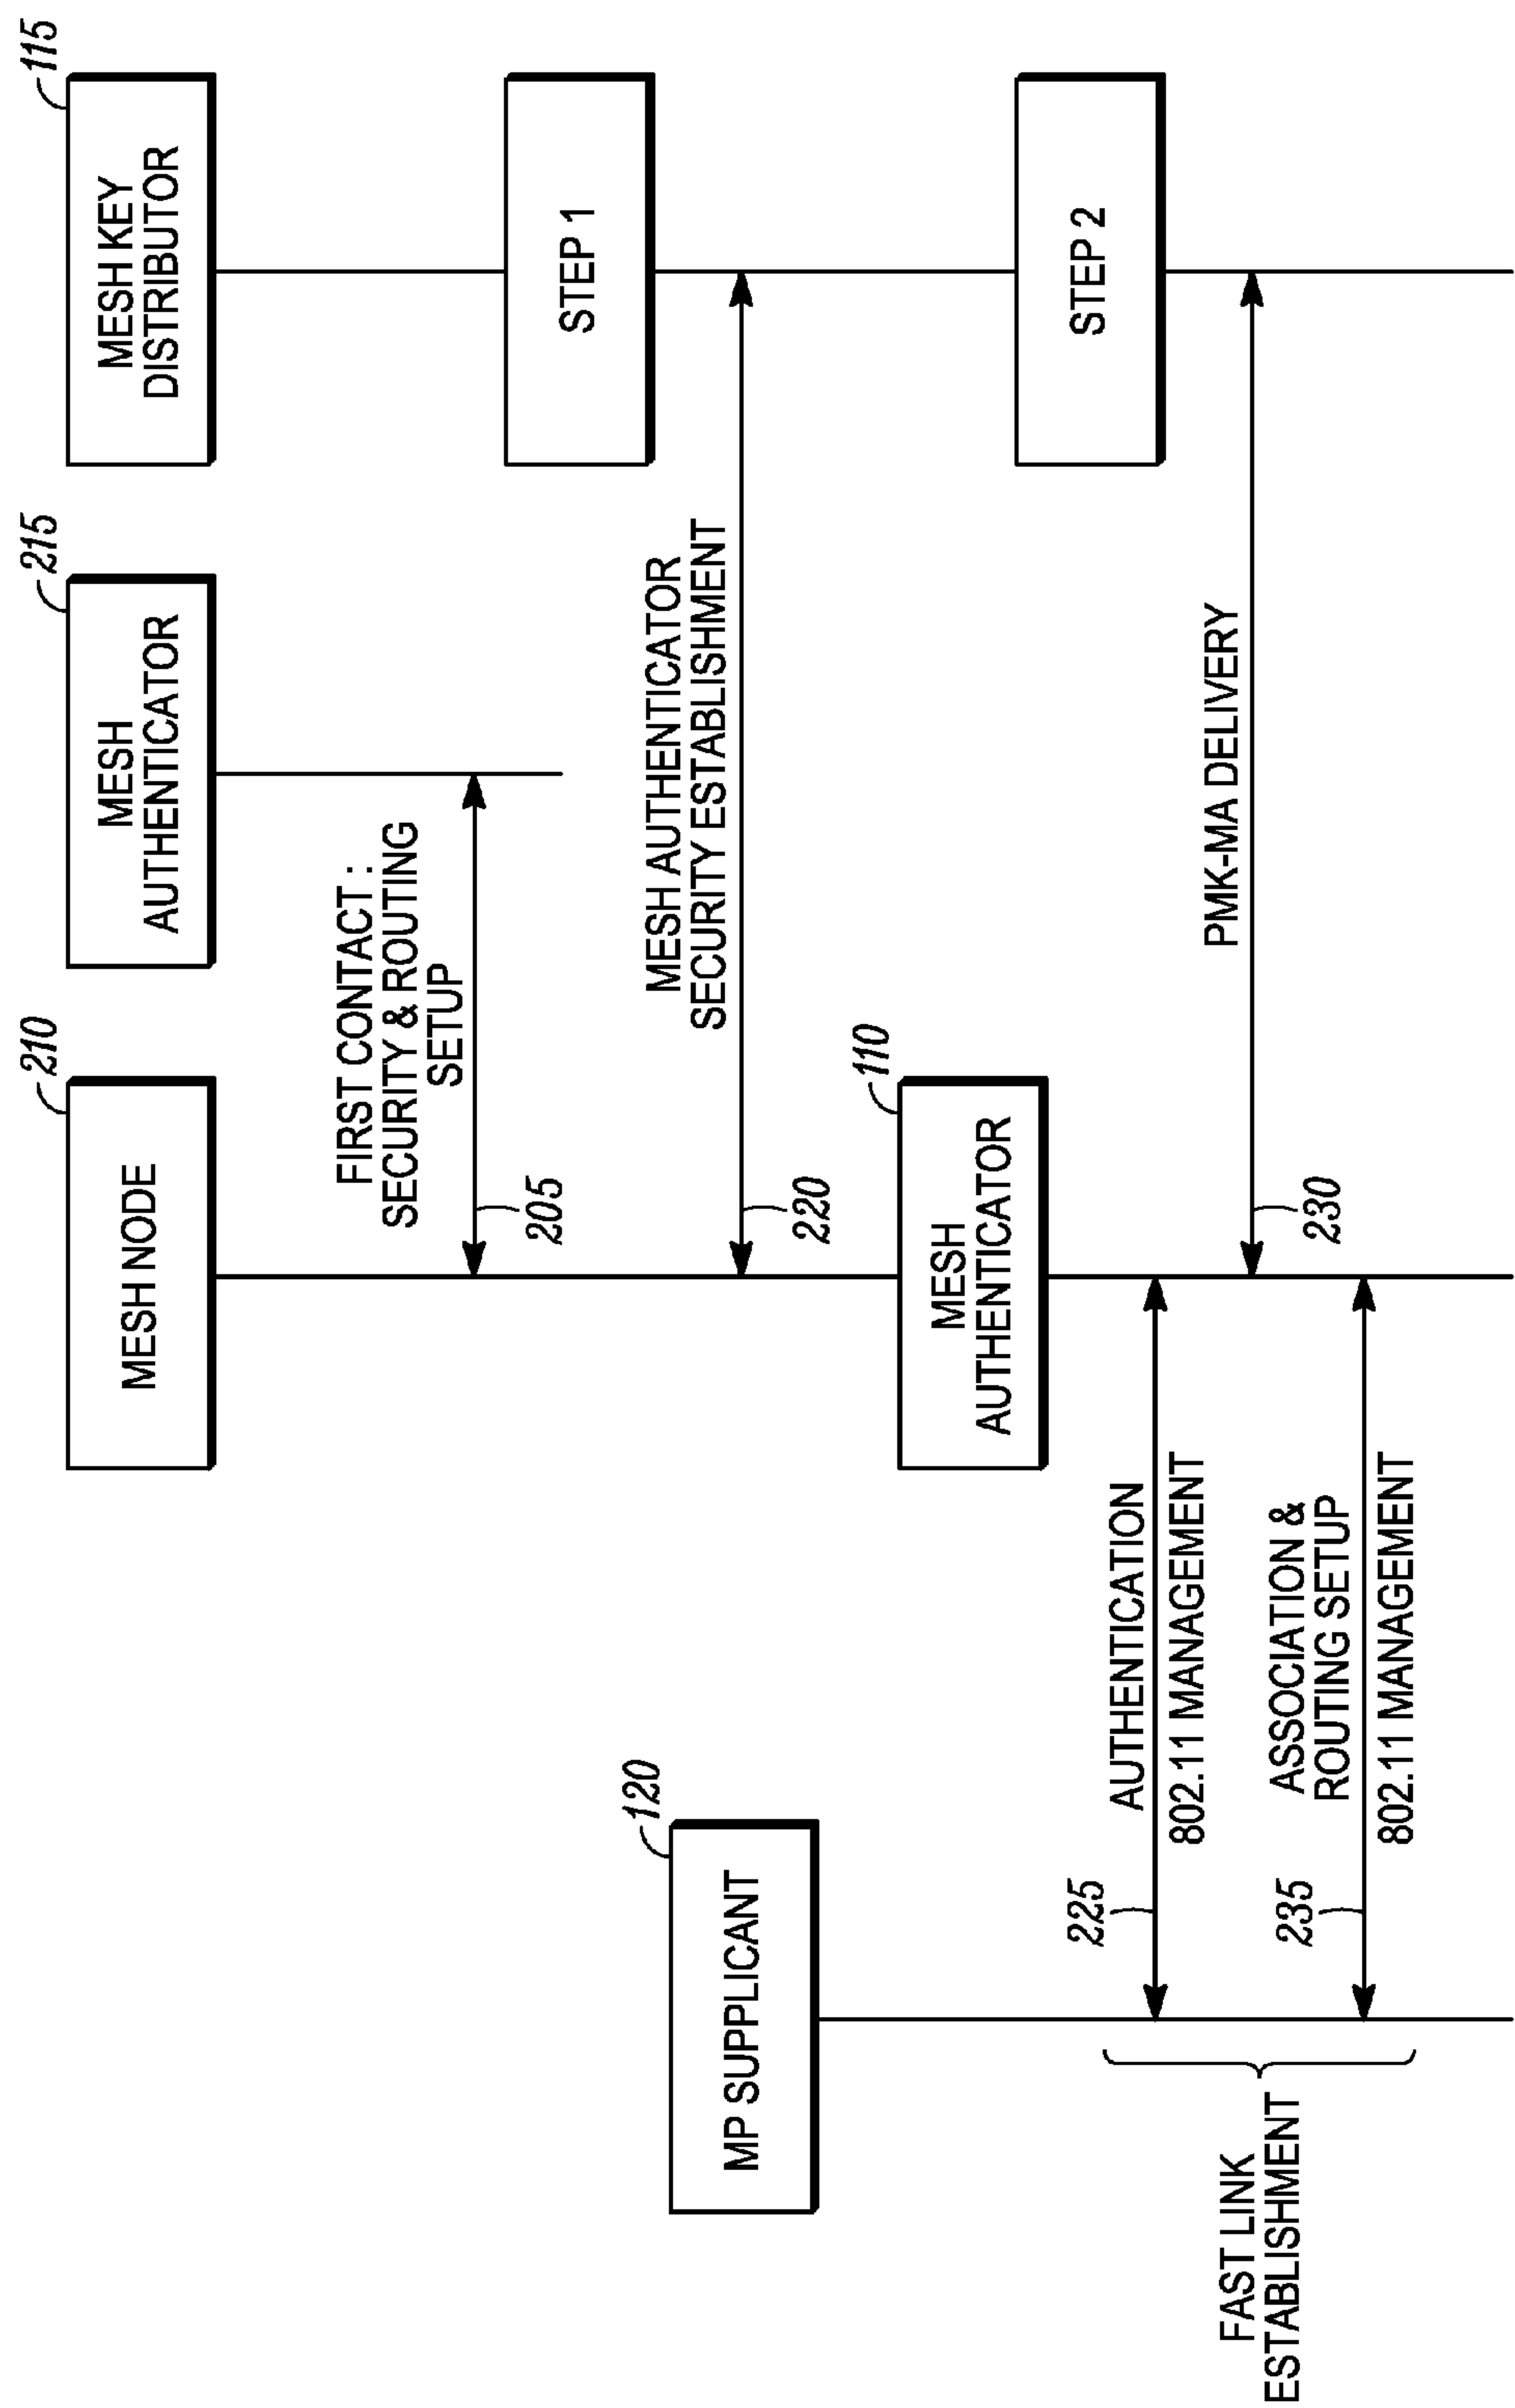 210
MESH NODE
215
MESH
AUTHENTICATOR
115
MESH KEY
DISTRIBUTOR
FIRST CONTACT :
SECURITY & ROUTING
SETUP
205
STEP 1
120
MP SUPPLICANT
MESH AUTHENTICATOR
SECURITY ESTABLISHMENT
220
110
MESH
AUTHENTICATOR
STEP 2
225
AUTHENTICATION
802.11 MANAGEMENT
PMK-MA DELIVERY
230
235
ASSOCIATION &
ROUTING SETUP
802.11 MANAGEMENT
FAST LINK
ESTABLISHMENT